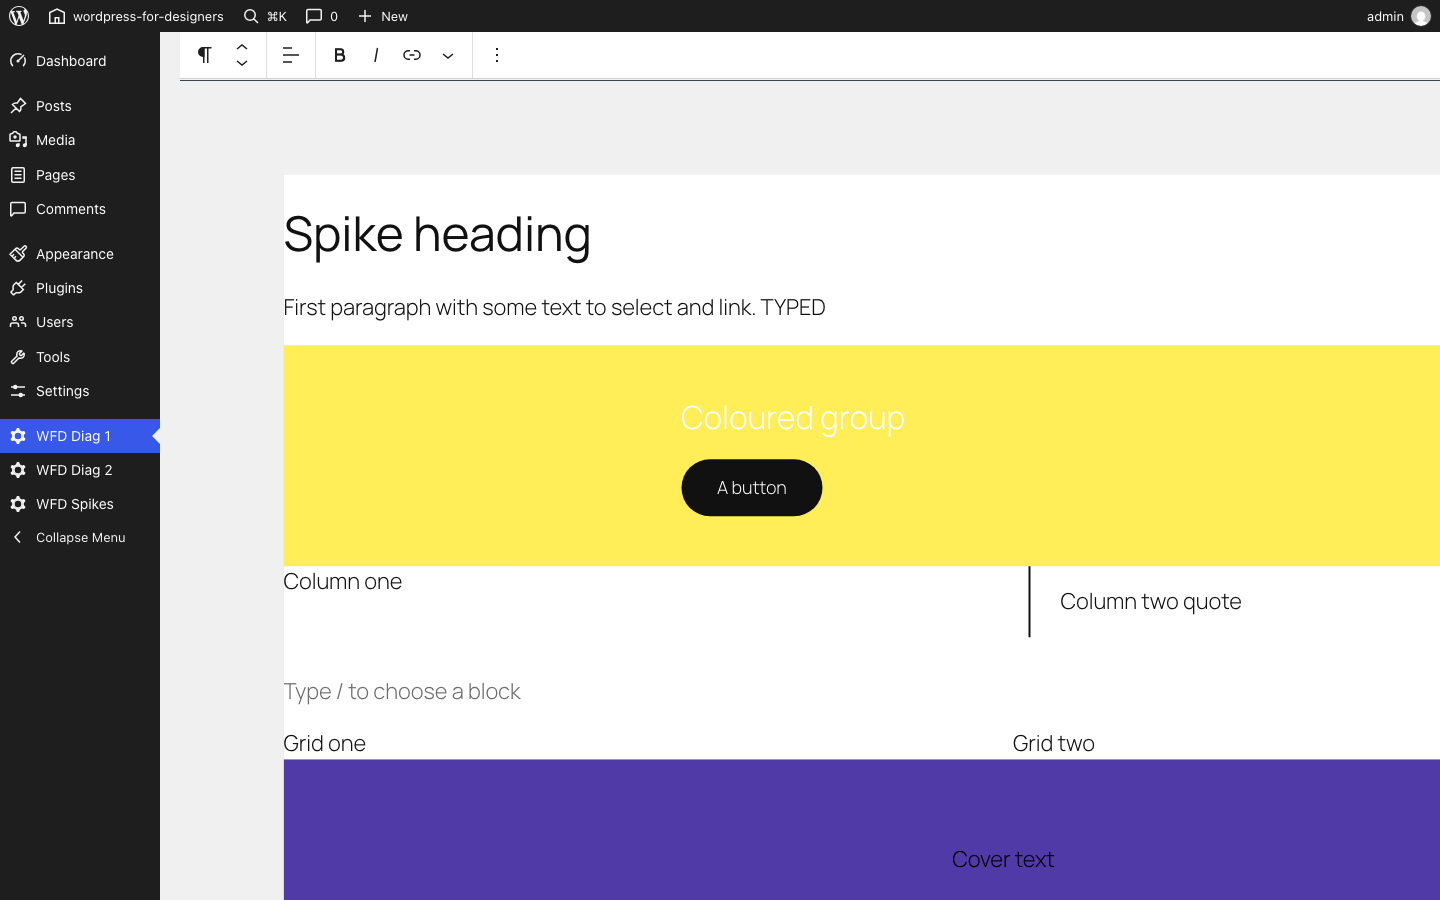 wordpress-for-designers
⌘K
0
New
admin
Dashboard
Posts
Media
Pages
Comments
Appearance
Plugins
Users
Tools
Settings
WFD Diag 1
WFD Diag 2
WFD Spikes
Collapse Menu
B I
Spike heading
First paragraph with some text to select and link. TYPED
Coloured group
A button
Column one
Column two quote
Type / to choose a block
Grid one
Grid two
Cover text